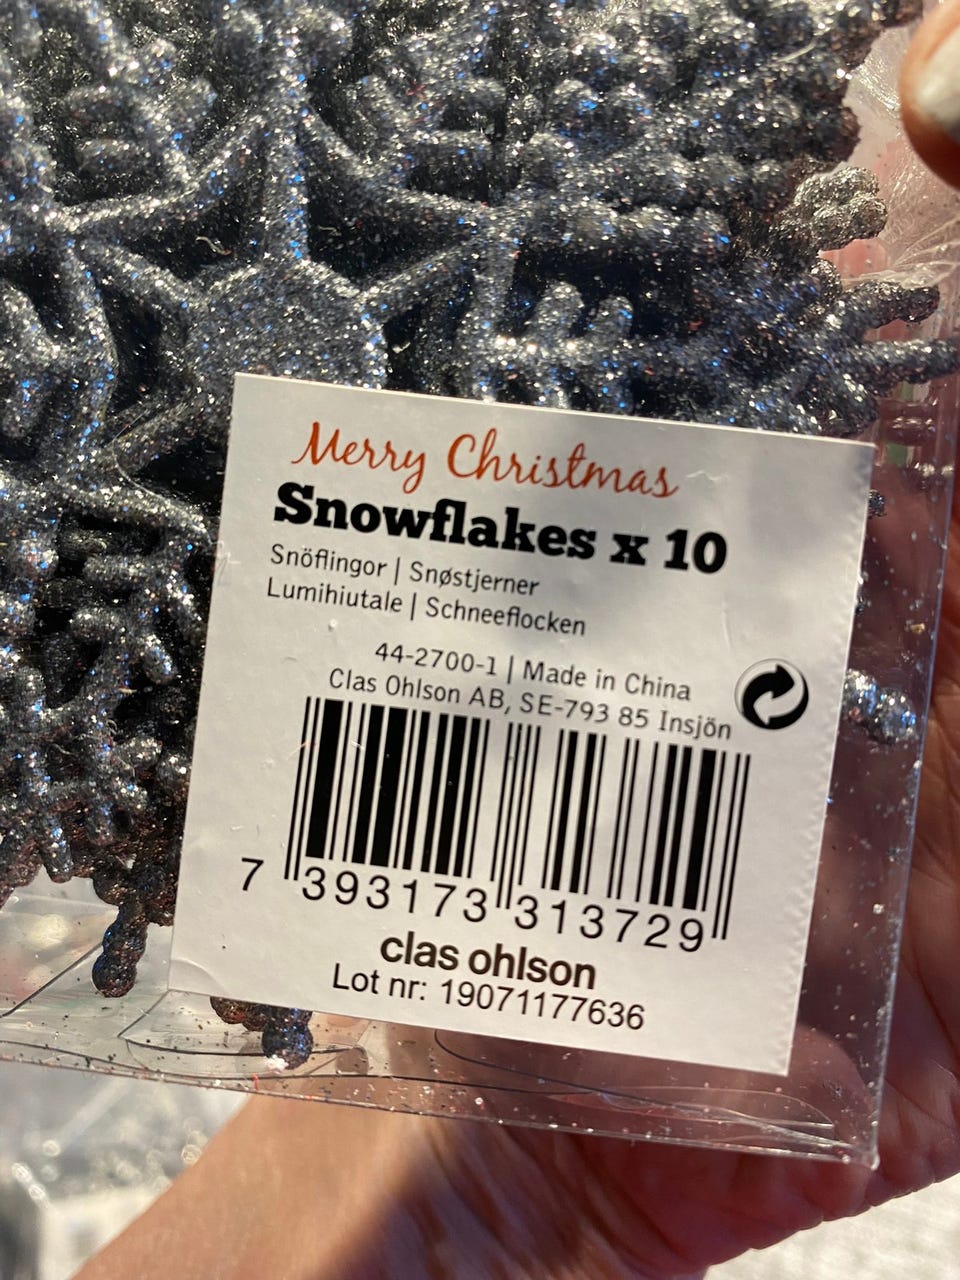 Merry Christmas
Snowflakes x 10
Snöflingor | Snøstjerner
Lumihiutale | Schneeflocken
44-2700-1 | Made in China
Clas Ohlson AB, SE-793 85 Insjön
7 393173 313729
clas ohlson
Lot nr: 19071177636